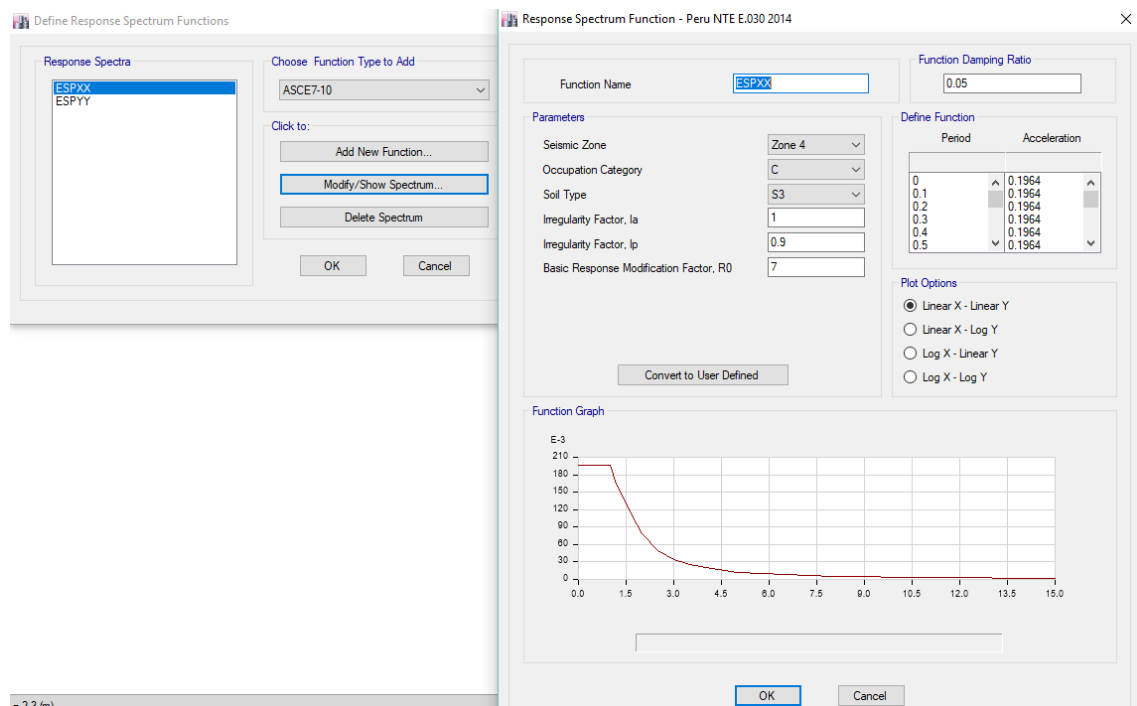 Define Response Spectrum Functions
Response Spectra
ESPXX
ESPYY
Choose Function Type to Add
ASCE7-10
Click to:
Add New Function...
Modify/Show Spectrum...
Delete Spectrum
OK
Cancel
= 2.3 (m)
Response Spectrum Function - Peru NTE E.030 2014
Function Name
ESPXX
Function Damping Ratio
0.05
Parameters
Seismic Zone
Zone 4
Occupation Category
C
Soil Type
S3
Irregularity Factor, Ia
1
Irregularity Factor, Ip
0.9
Basic Response Modification Factor, R0
7
Convert to User Defined
Define Function
Period Acceleration
0 0.1964
0.1 0.1964
0.2 0.1964
0.3 0.1964
0.4 0.1964
0.5 0.1964
Plot Options
Linear X - Linear Y
Linear X - Log Y
Log X - Linear Y
Log X - Log Y
Function Graph
E-3
210
180
150
120
90
60
30
0
0.0 1.5 3.0 4.5 6.0 7.5 9.0 10.5 12.0 13.5 15.0
OK
Cancel